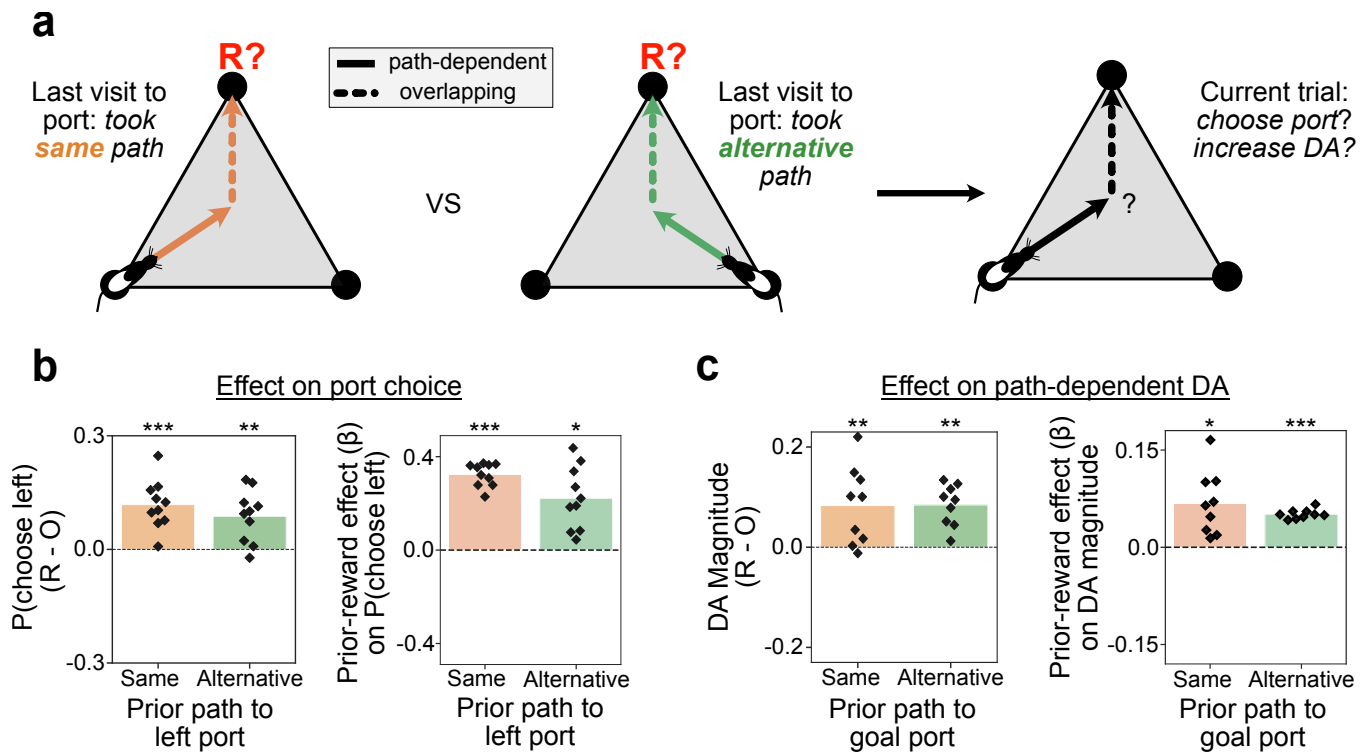 a
R?
R?
path-dependent
overlapping
Last visit to
port: took
same path
Last visit to
port: took
alternative
path
Current trial:
choose port?
increase DA?
VS
?
b
Effect on port choice
P(choose left)
(R - O)
***
**
0.3
0.0
-0.3
Same
Alternative
Prior path to
left port
Prior-reward effect (β)
on P(choose left)
***
*
0.4
0.0
-0.4
Same
Alternative
Prior path to
left port
c
Effect on path-dependent DA
DA Magnitude
(R - O)
**
**
0.2
0.0
-0.2
Same
Alternative
Prior path to
goal port
Prior-reward effect (β)
on DA magnitude
*
***
0.15
0.0
-0.15
Same
Alternative
Prior path to
goal port